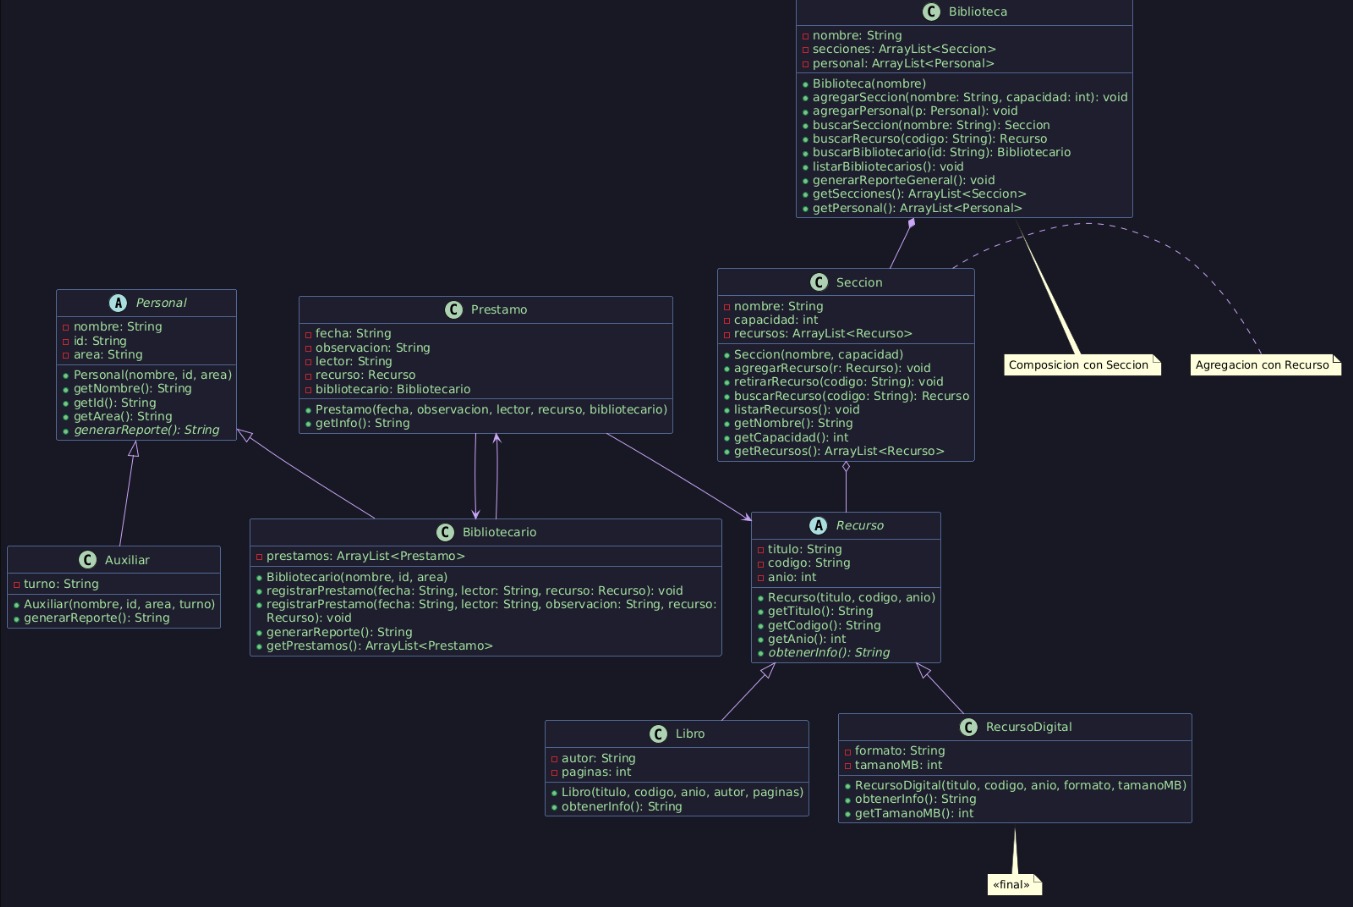 C Biblioteca
nombre: String
secciones: ArrayList<Seccion>
personal: ArrayList<Personal>
Biblioteca(nombre)
agregarSeccion(nombre: String, capacidad: int): void
agregarPersonal(p: Personal): void
buscarSeccion(nombre: String): Seccion
buscarRecurso(codigo: String): Recurso
buscarBibliotecario(id: String): Bibliotecario
listarBibliotecarios(): void
generarReporteGeneral(): void
getSecciones(): ArrayList<Seccion>
getPersonal(): ArrayList<Personal>
A Personal
nombre: String
id: String
area: String
Personal(nombre, id, area)
getNombre(): String
getId(): String
getArea(): String
generarReporte(): String
C Prestamo
fecha: String
observacion: String
lector: String
recurso: Recurso
bibliotecario: Bibliotecario
Prestamo(fecha, observacion, lector, recurso, bibliotecario)
getInfo(): String
C Seccion
nombre: String
capacidad: int
recursos: ArrayList<Recurso>
Seccion(nombre, capacidad)
agregarRecurso(r: Recurso): void
retirarRecurso(codigo: String): void
buscarRecurso(codigo: String): Recurso
listarRecursos(): void
getNombre(): String
getCapacidad(): int
getRecursos(): ArrayList<Recurso>
Composicion con Seccion
Agregacion con Recurso
C Auxiliar
turno: String
Auxiliar(nombre, id, area, turno)
generarReporte(): String
C Bibliotecario
prestamos: ArrayList<Prestamo>
Bibliotecario(nombre, id, area)
registrarPrestamo(fecha: String, lector: String, recurso: Recurso): void
registrarPrestamo(fecha: String, lector: String, observacion: String, recurso:
Recurso): void
generarReporte(): String
getPrestamos(): ArrayList<Prestamo>
A Recurso
titulo: String
codigo: String
anio: int
Recurso(titulo, codigo, anio)
getTitulo(): String
getCodigo(): String
getAnio(): int
obtenerInfo(): String
C Libro
autor: String
paginas: int
Libro(titulo, codigo, anio, autor, paginas)
obtenerInfo(): String
C RecursoDigital
formato: String
tamanoMB: int
RecursoDigital(titulo, codigo, anio, formato, tamanoMB)
obtenerInfo(): String
getTamanoMB(): int
«final»